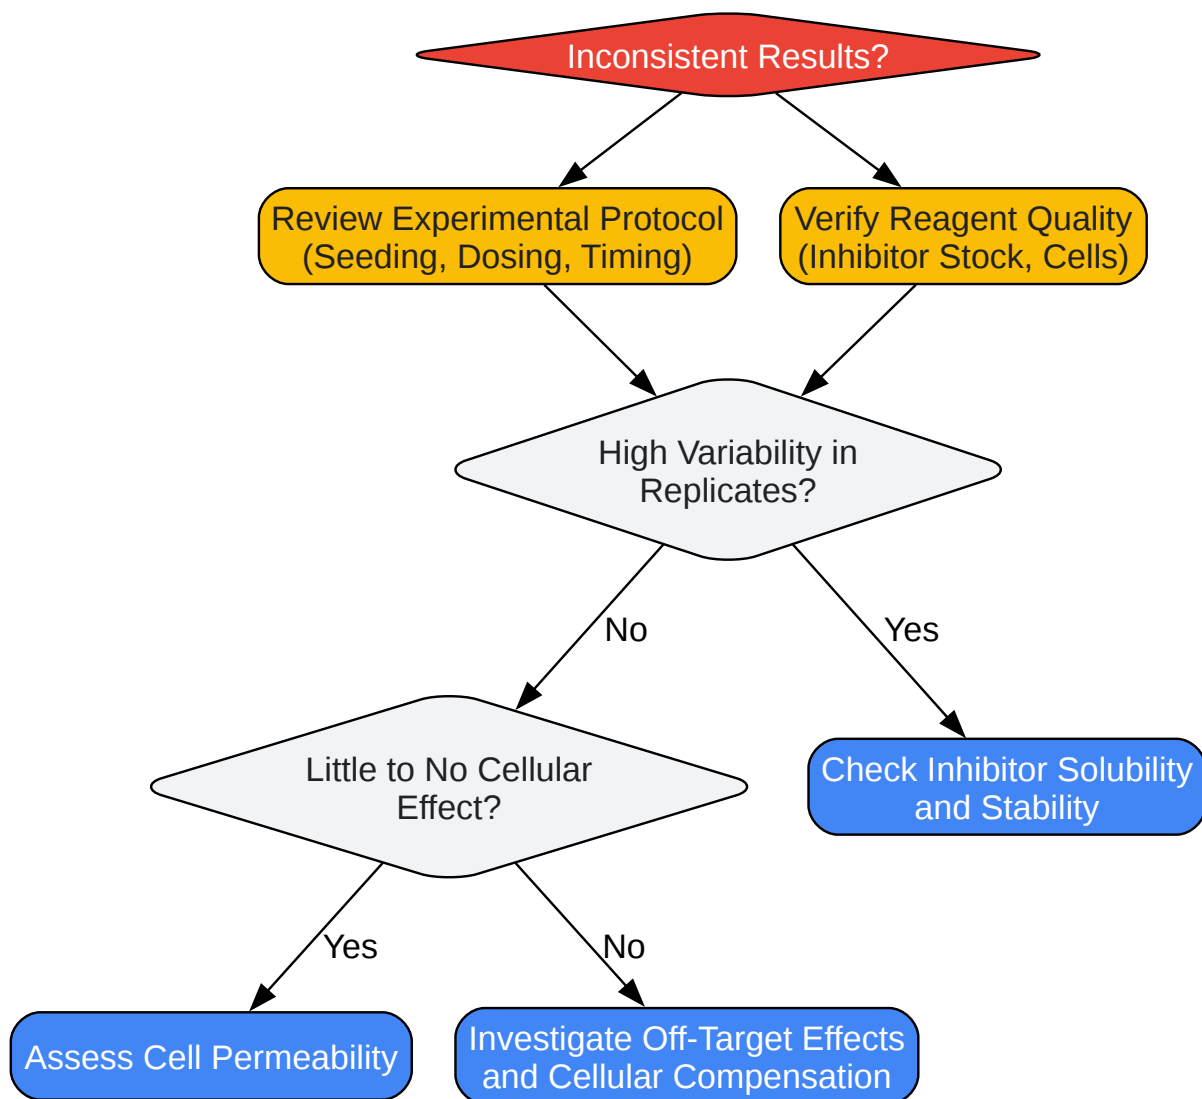 Inconsistent Results?
Review Experimental Protocol
(Seeding, Dosing, Timing)
Verify Reagent Quality
(Inhibitor Stock, Cells)
High Variability in
Replicates?
No
Yes
Little to No Cellular
Effect?
Check Inhibitor Solubility
and Stability
Yes
No
Assess Cell Permeability
Investigate Off-Target Effects
and Cellular Compensation